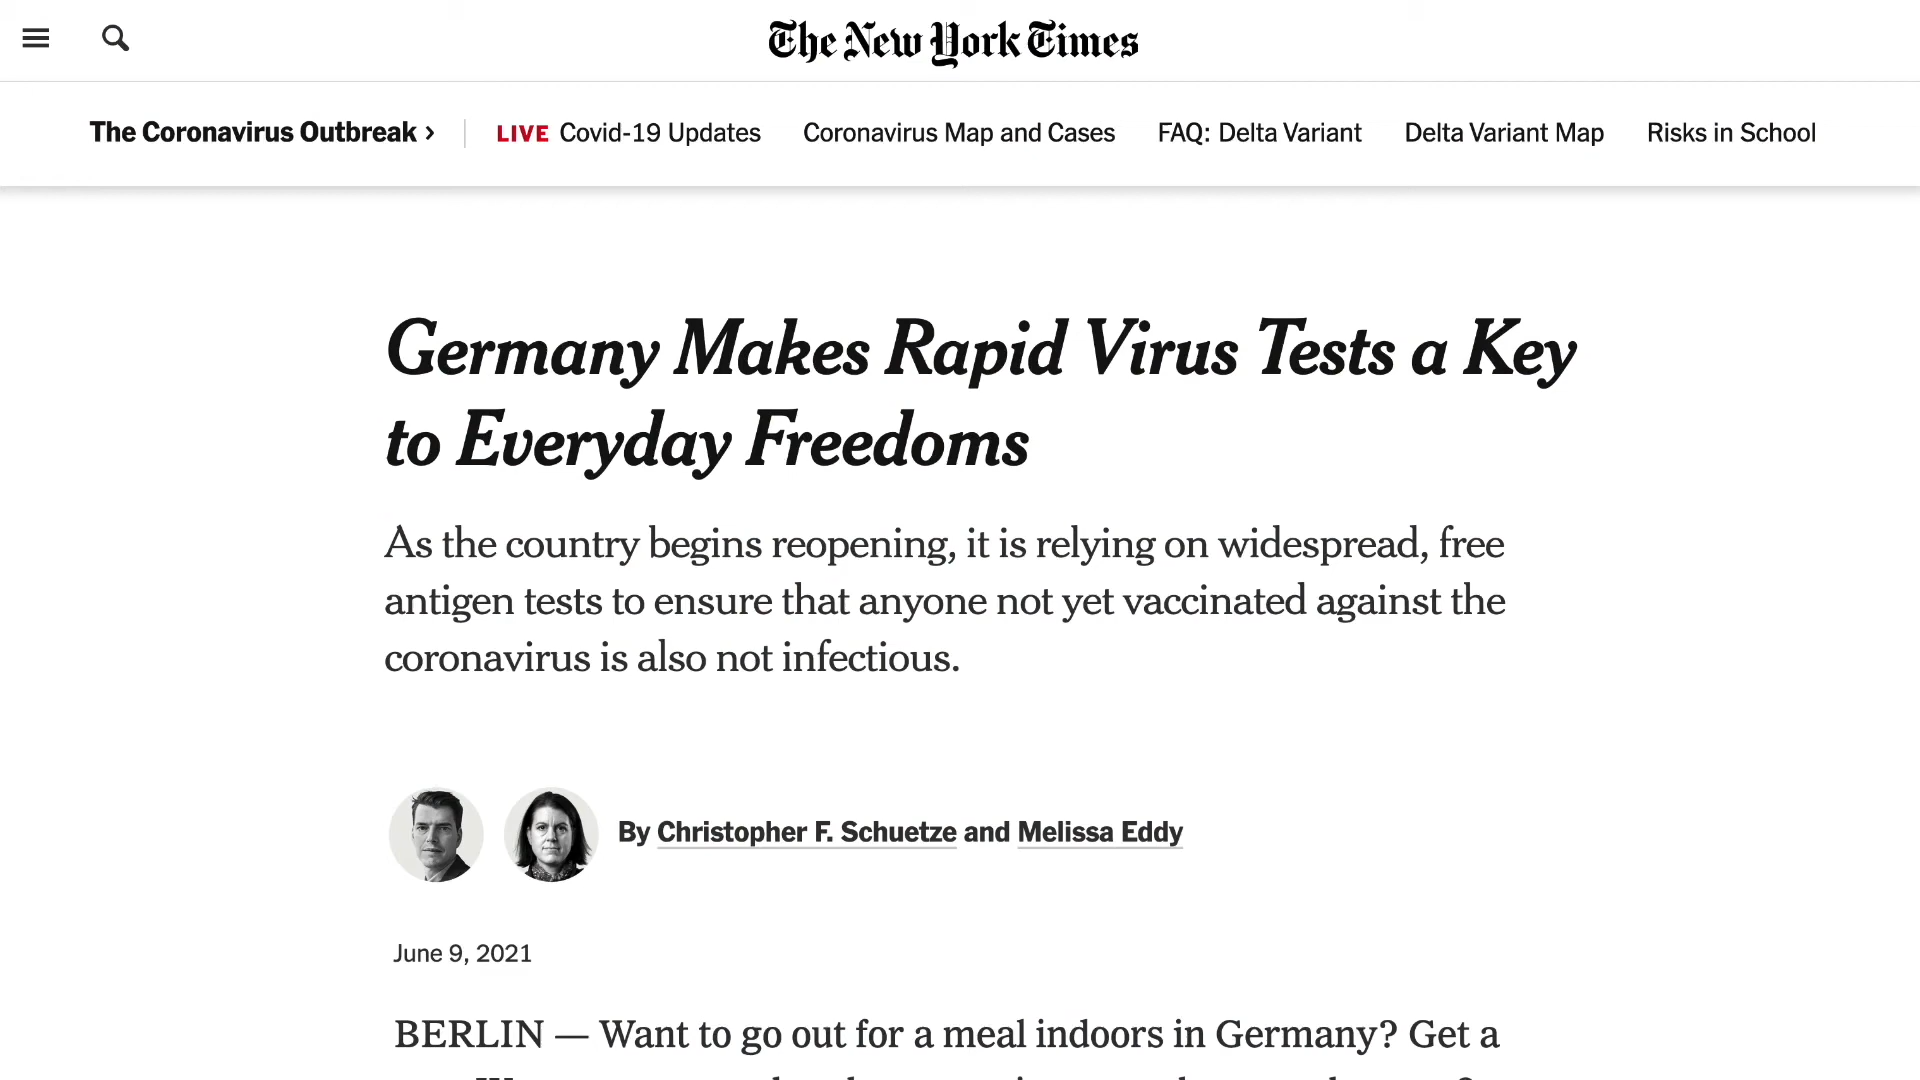 The New York Times
The Coronavirus Outbreak › LIVE Covid-19 Updates Coronavirus Map and Cases FAQ: Delta Variant Delta Variant Map Risks in School
Germany Makes Rapid Virus Tests a Key
to Everyday Freedoms
As the country begins reopening, it is relying on widespread, free
antigen tests to ensure that anyone not yet vaccinated against the
coronavirus is also not infectious.
By Christopher F. Schuetze and Melissa Eddy
June 9, 2021
BERLIN — Want to go out for a meal indoors in Germany? Get a